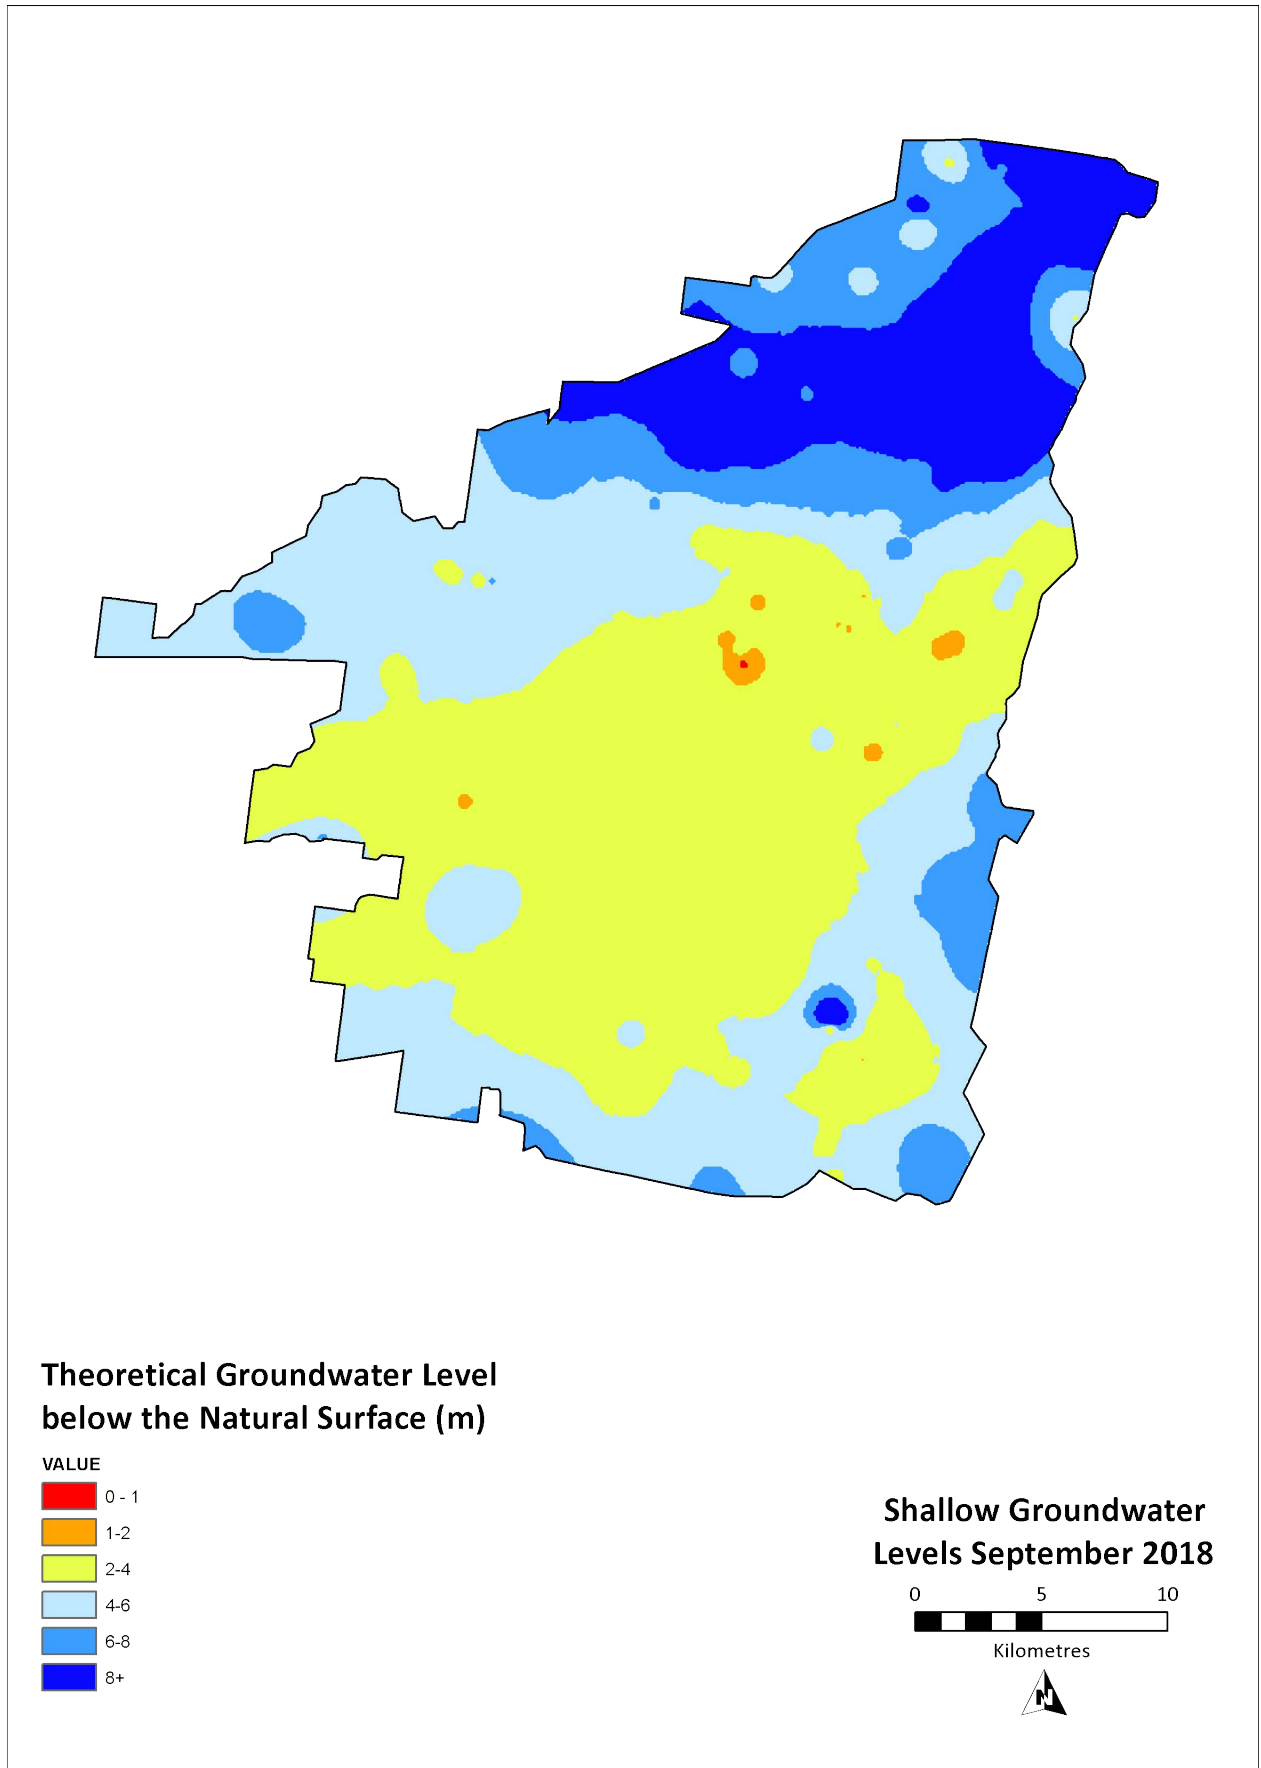 Theoretical Groundwater Level
below the Natural Surface (m)
VALUE
0 - 1
1-2
2-4
4-6
6-8
8+
Shallow Groundwater
Levels September 2018
0 5 10
Kilometres
N